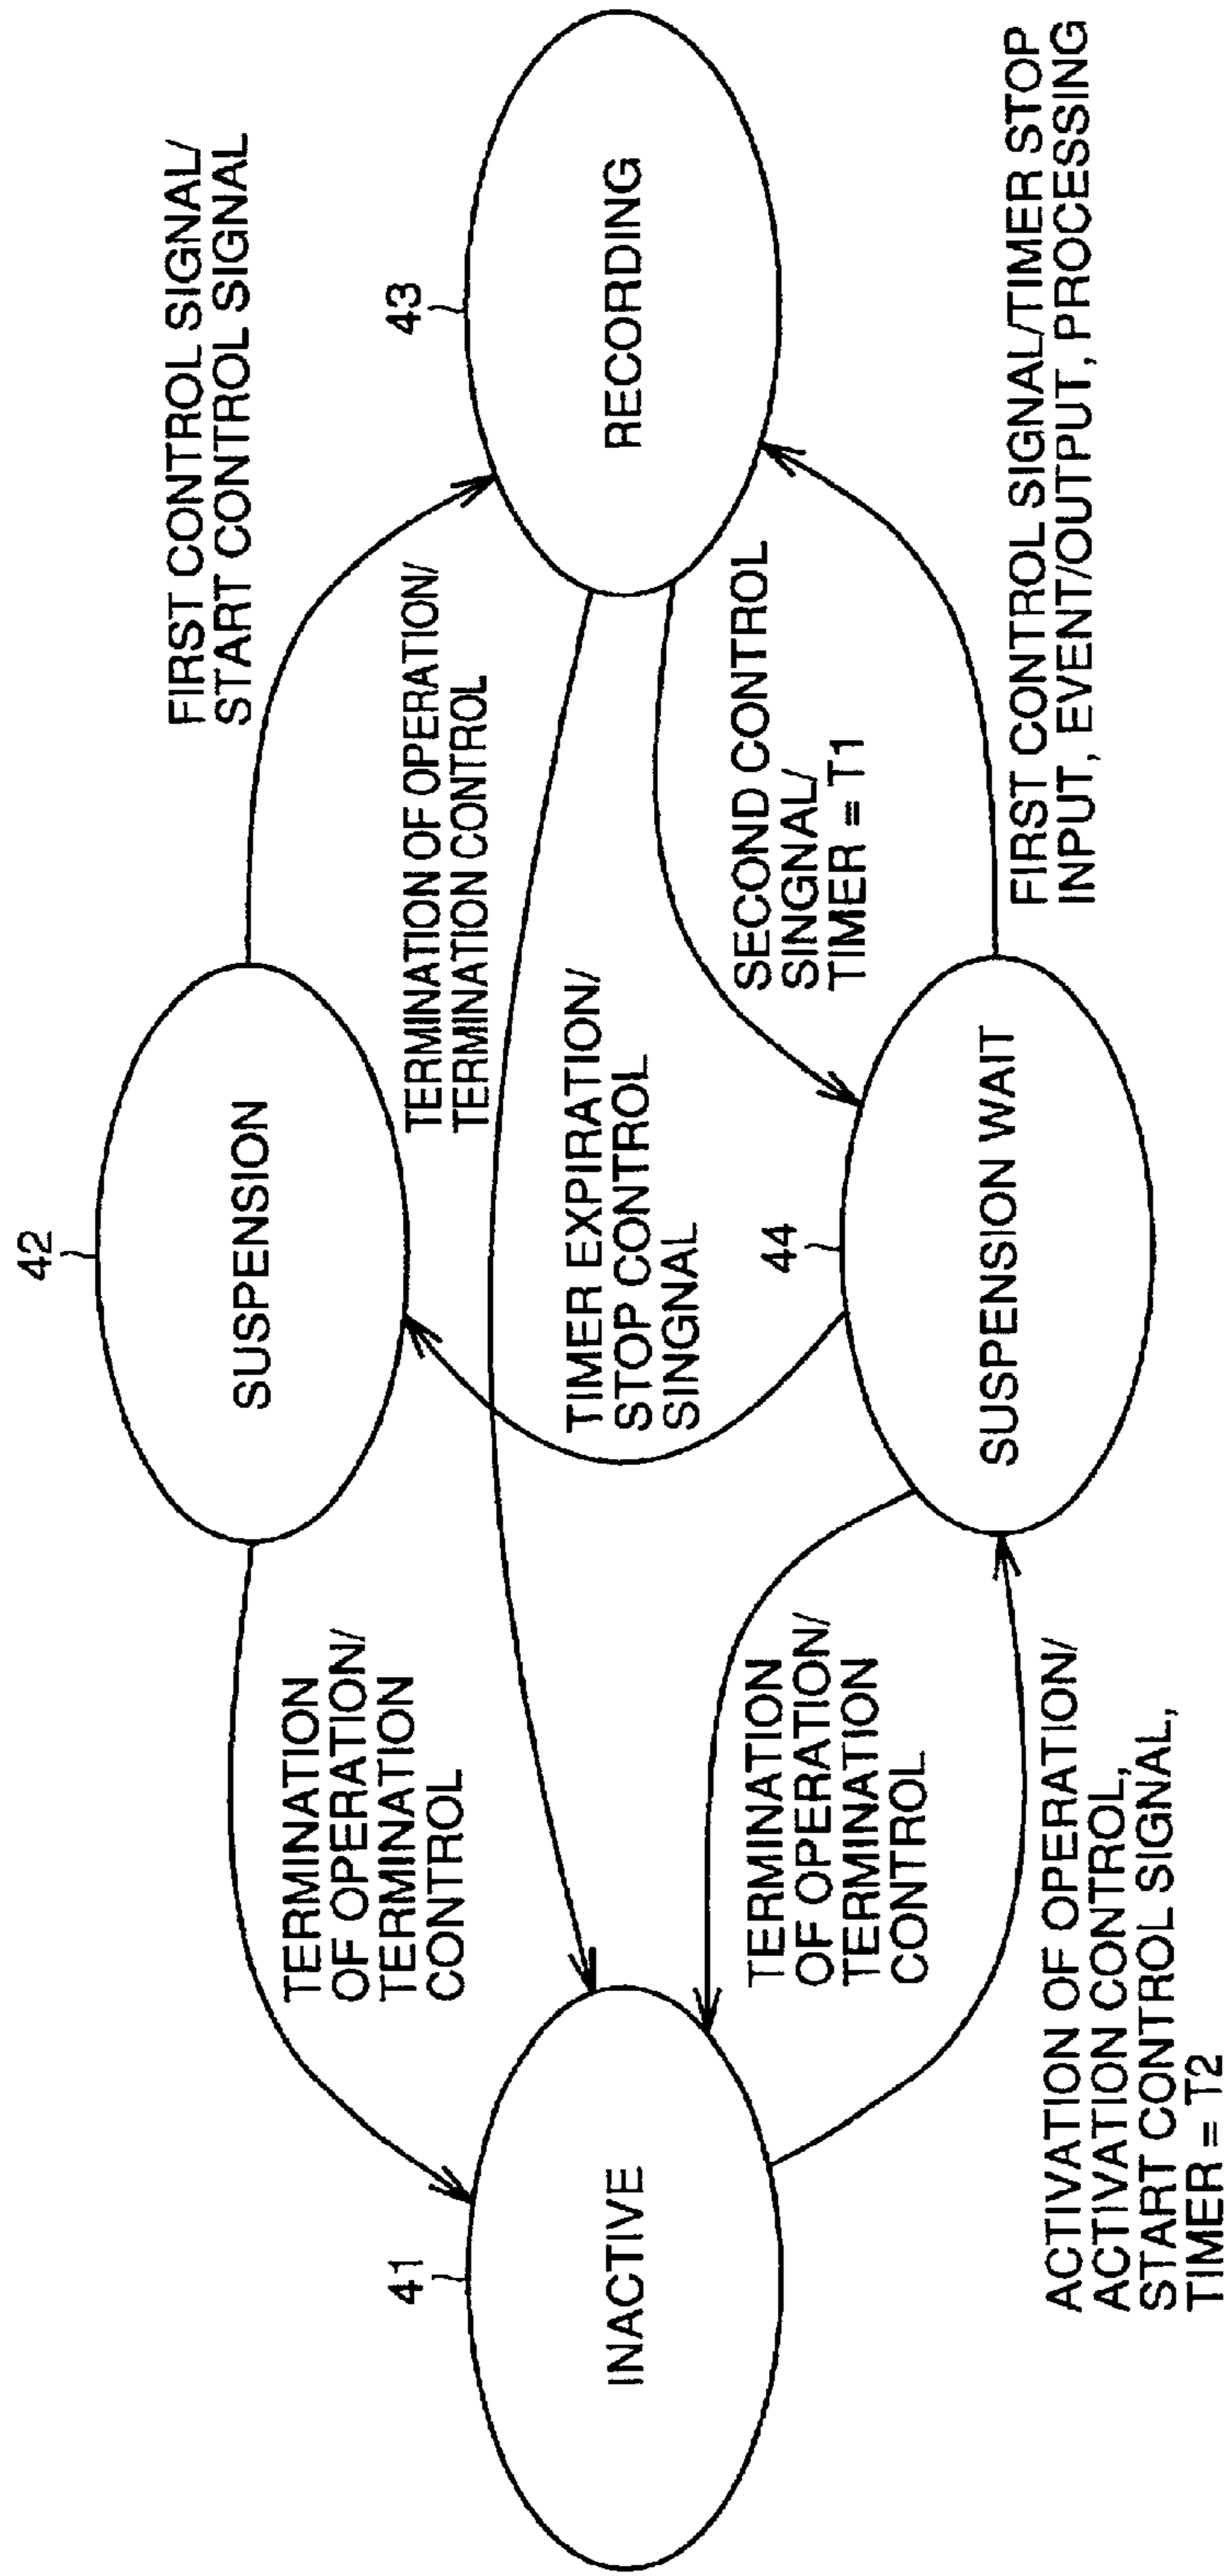 42
SUSPENSION
FIRST CONTROL SIGNAL/
START CONTROL SIGNAL
TERMINATION
OF OPERATION/
TERMINATION
CONTROL
TERMINATION OF OPERATION/
TERMINATION CONTROL
41
INACTIVE
43
RECORDING
TIMER EXPIRATION/
STOP CONTROL
SINGNAL
SECOND CONTROL
SINGNAL/
TIMER = T1
TERMINATION
OF OPERATION/
TERMINATION
CONTROL
44
SUSPENSION WAIT
ACTIVATION OF OPERATION/
ACTIVATION CONTROL,
START CONTROL SIGNAL,
TIMER = T2
FIRST CONTROL SIGNAL/TIMER STOP
INPUT, EVENT/OUTPUT, PROCESSING